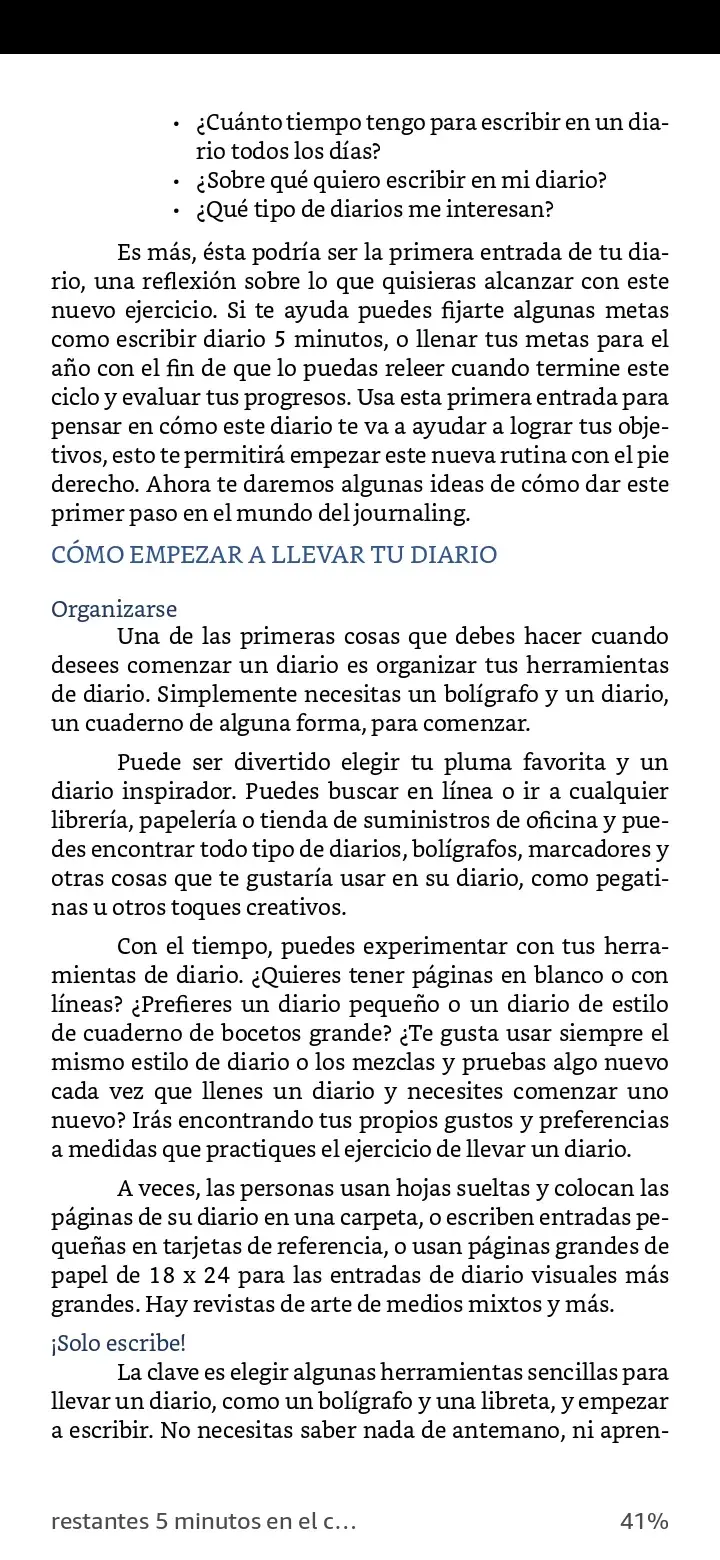 • ¿Cuánto tiempo tengo para escribir en un dia-
rio todos los días?
• ¿Sobre qué quiero escribir en mi diario?
• ¿Qué tipo de diarios me interesan?
Es más, ésta podría ser la primera entrada de tu dia-
rio, una reflexión sobre lo que quisieras alcanzar con este
nuevo ejercicio. Si te ayuda puedes fijarte algunas metas
como escribir diario 5 minutos, o llenar tus metas para el
año con el fin de que lo puedas releer cuando termine este
ciclo y evaluar tus progresos. Usa esta primera entrada para
pensar en cómo este diario te va a ayudar a lograr tus obje-
tivos, esto te permitirá empezar este nueva rutina con el pie
derecho. Ahora te daremos algunas ideas de cómo dar este
primer paso en el mundo del journaling.
CÓMO EMPEZAR A LLEVAR TU DIARIO
Organizarse
Una de las primeras cosas que debes hacer cuando
desees comenzar un diario es organizar tus herramientas
de diario. Simplemente necesitas un bolígrafo y un diario,
un cuaderno de alguna forma, para comenzar.
Puede ser divertido elegir tu pluma favorita y un
diario inspirador. Puedes buscar en línea o ir a cualquier
librería, papelería o tienda de suministros de oficina y pue-
des encontrar todo tipo de diarios, bolígrafos, marcadores y
otras cosas que te gustaría usar en su diario, como pegati-
nas u otros toques creativos.
Con el tiempo, puedes experimentar con tus herra-
mientas de diario. ¿Quieres tener páginas en blanco o con
líneas? ¿Prefieres un diario pequeño o un diario de estilo
de cuaderno de bocetos grande? ¿Te gusta usar siempre el
mismo estilo de diario o los mezclas y pruebas algo nuevo
cada vez que llenes un diario y necesites comenzar uno
nuevo? Irás encontrando tus propios gustos y preferencias
a medidas que practiques el ejercicio de llevar un diario.
A veces, las personas usan hojas sueltas y colocan las
páginas de su diario en una carpeta, o escriben entradas pe-
queñas en tarjetas de referencia, o usan páginas grandes de
papel de 18 x 24 para las entradas de diario visuales más
grandes. Hay revistas de arte de medios mixtos y más.
¡Solo escribe!
La clave es elegir algunas herramientas sencillas para
llevar un diario, como un bolígrafo y una libreta, y empezar
a escribir. No necesitas saber nada de antemano, ni apren-
restantes 5 minutos en el c... 41%